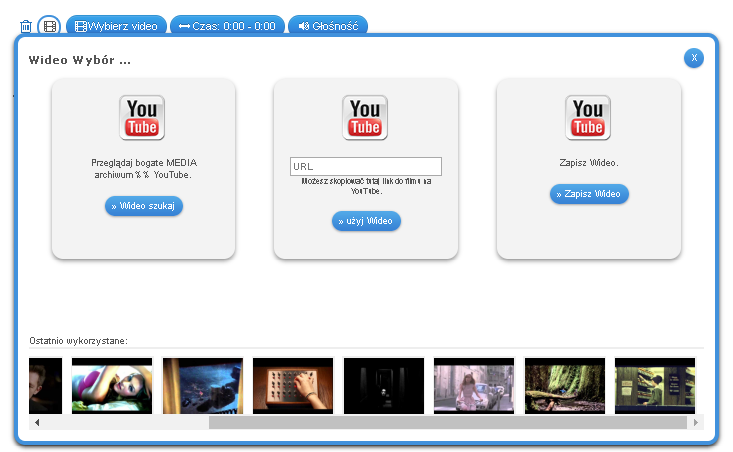 Wybierz video
Czas: 0:00 - 0:00
Głośność
Wideo Wybór ...
X
You
Tube
Przeglądaj bogate MEDIA
archiwum %% YouTube.
» Wideo szukaj
You
Tube
URL
Możesz skopiować tutaj link do filmu na
YouTube.
» użyj Wideo
You
Tube
Zapisz Wideo.
» Zapisz Wideo
Ostatnio wykorzystane: